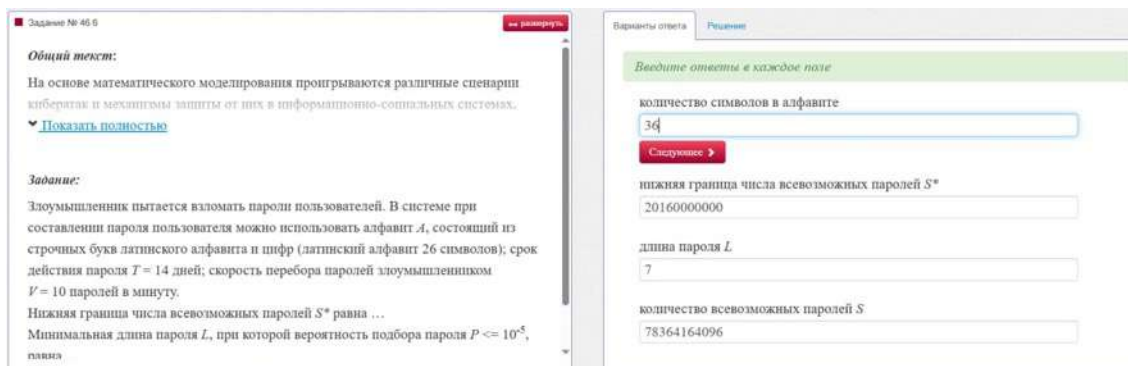 Задание № 46 6
развернуть
Общий текст:
На основе математического моделирования проигрываются различные сценарии
кибератак и механизмы защиты от них в информационно-социальных системах.
Показать полностью
Задание:
Злоумышленник пытается взломать пароли пользователей. В системе при
составлении пароля пользователя можно использовать алфавит A, состоящий из
строчных букв латинского алфавита и цифр (латинский алфавит 26 символов); срок
действия пароля T = 14 дней; скорость перебора паролей злоумышленником
V = 10 паролей в минуту.
Нижняя граница числа всевозможных паролей S* равна …
Минимальная длина пароля L, при которой вероятность подбора пароля P <= 10⁻⁵,
равна
Варианты ответа
Решение
Введите ответы в каждое поле
количество символов в алфавите
36
Следующее
нижняя граница числа всевозможных паролей S*
20160000000
длина пароля L
7
количество всевозможных паролей S
78364164096